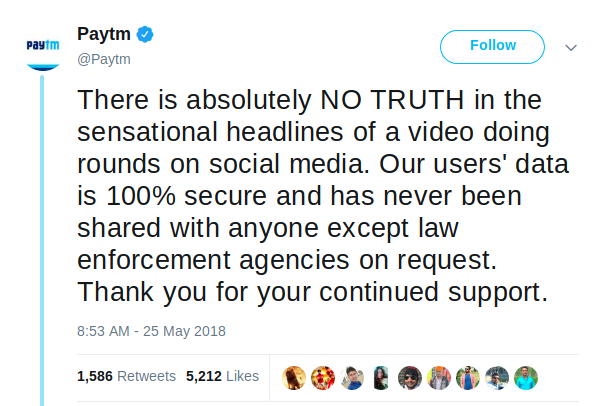 Paytm
paytm
@Paytm
Follow
There is absolutely NO TRUTH in the
sensational headlines of a video doing
rounds on social media. Our users' data
is 100% secure and has never been
shared with anyone except law
enforcement agencies on request.
Thank you for your continued support.
8:53 AM - 25 May 2018
1,586 Retweets 5,212 Likes